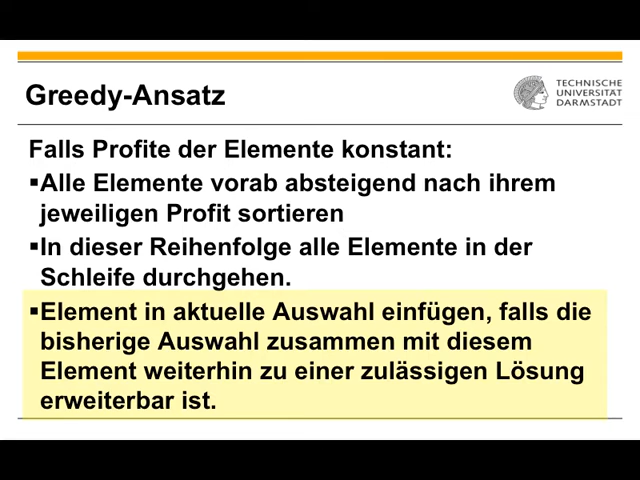 Greedy-Ansatz
TECHNISCHE
UNIVERSITÄT
DARMSTADT
Falls Profite der Elemente konstant:
▪Alle Elemente vorab absteigend nach ihrem
jeweiligen Profit sortieren
▪In dieser Reihenfolge alle Elemente in der
Schleife durchgehen.
▪Element in aktuelle Auswahl einfügen, falls die
bisherige Auswahl zusammen mit diesem
Element weiterhin zu einer zulässigen Lösung
erweiterbar ist.